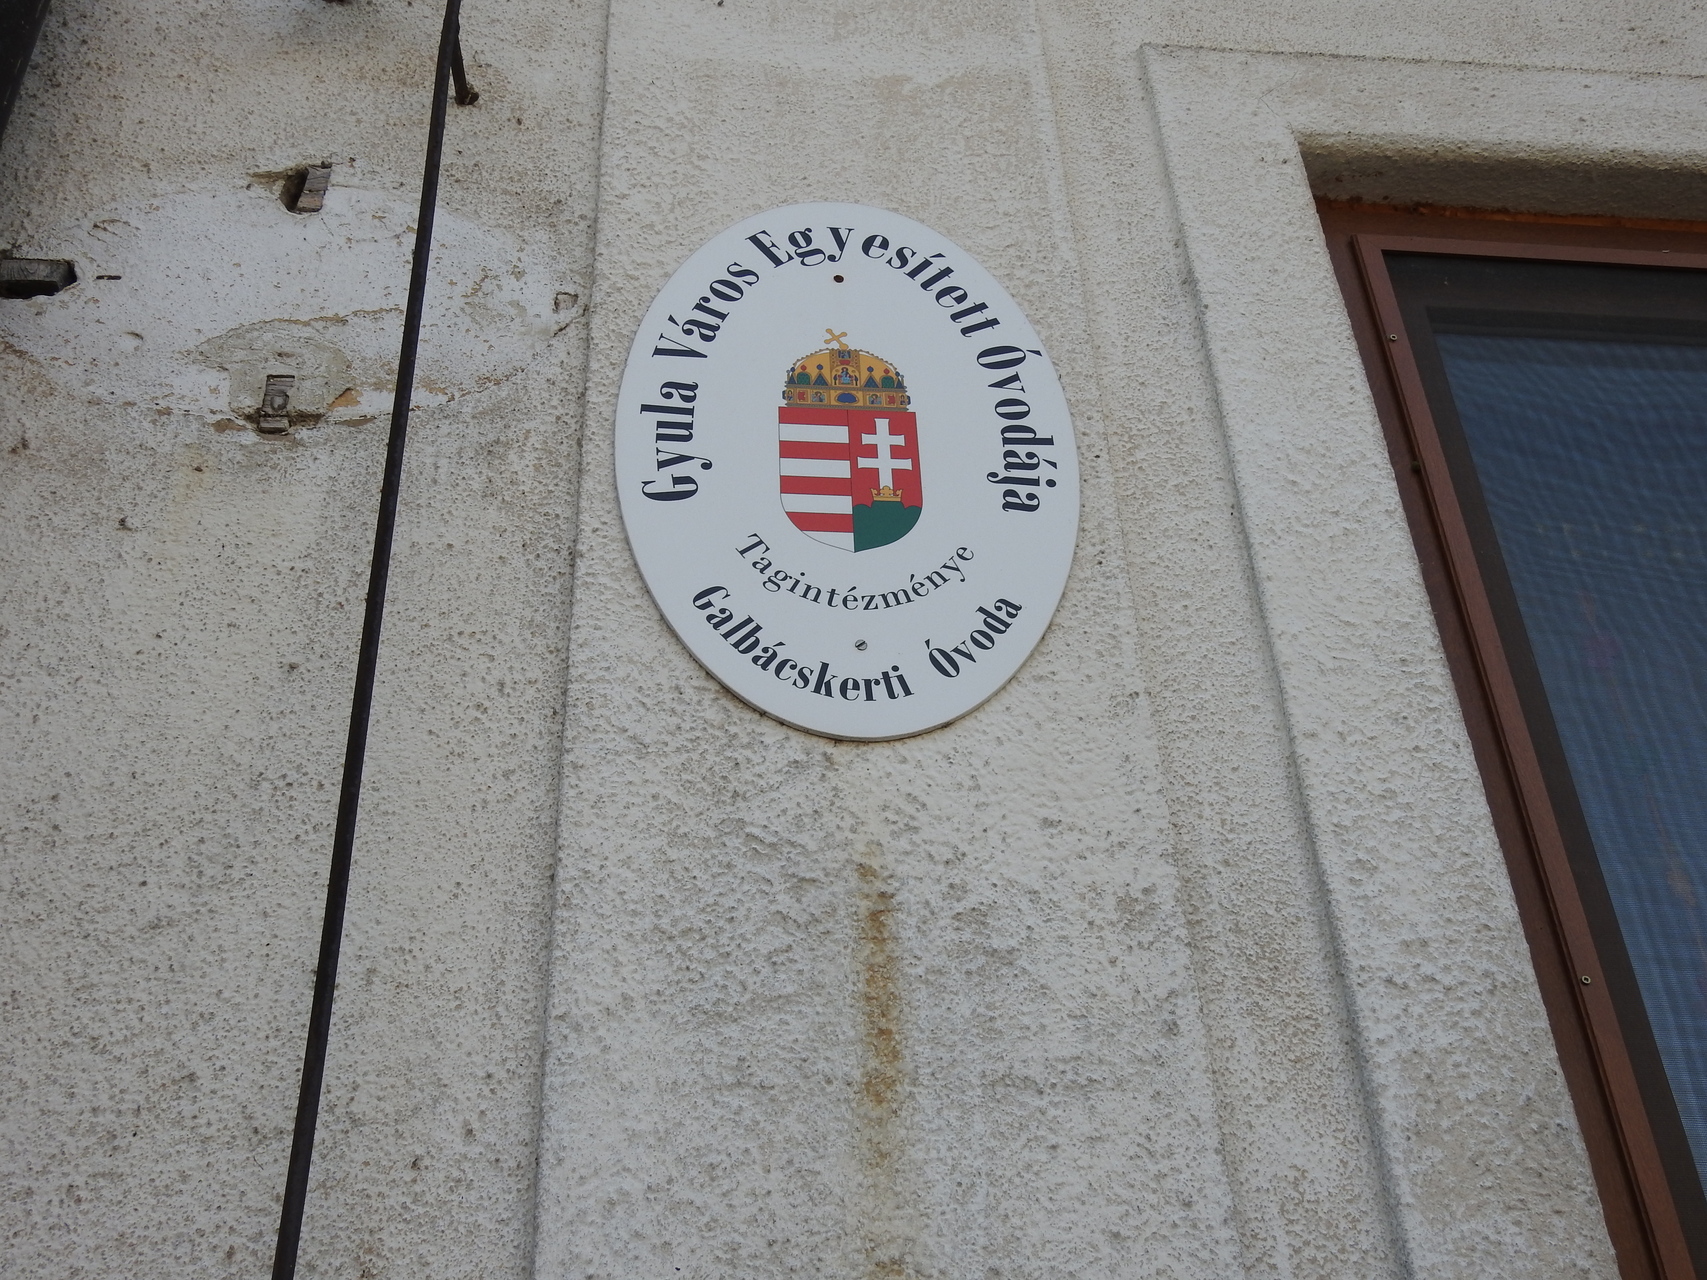 Gyula Város Egyesített Óvodája
Tagintézménye
Galbácskerti Óvoda